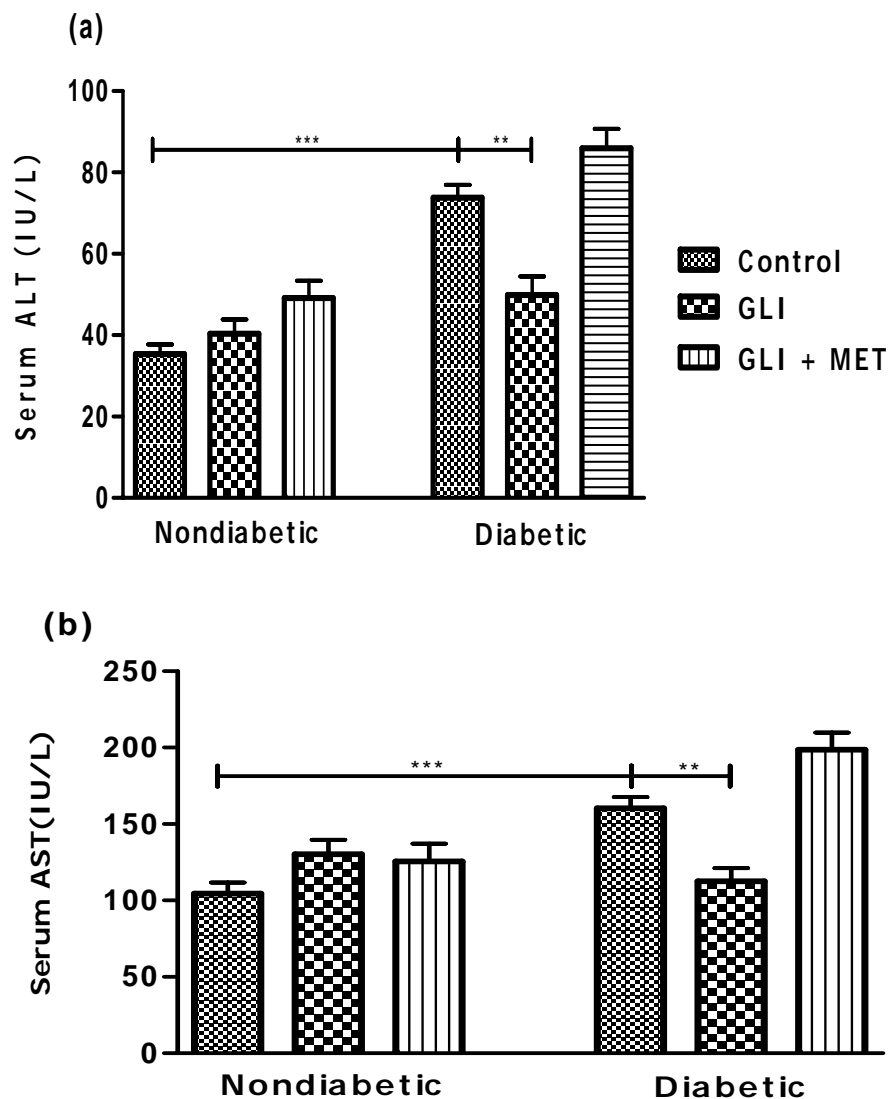 (a)
Serum ALT (IU/L)
100
80
60
40
20
0
***
**
Nondiabetic
Diabetic
Control
GLI
GLI + MET
(b)
Serum AST(IU/L)
250
200
150
100
50
0
***
**
Nondiabetic
Diabetic